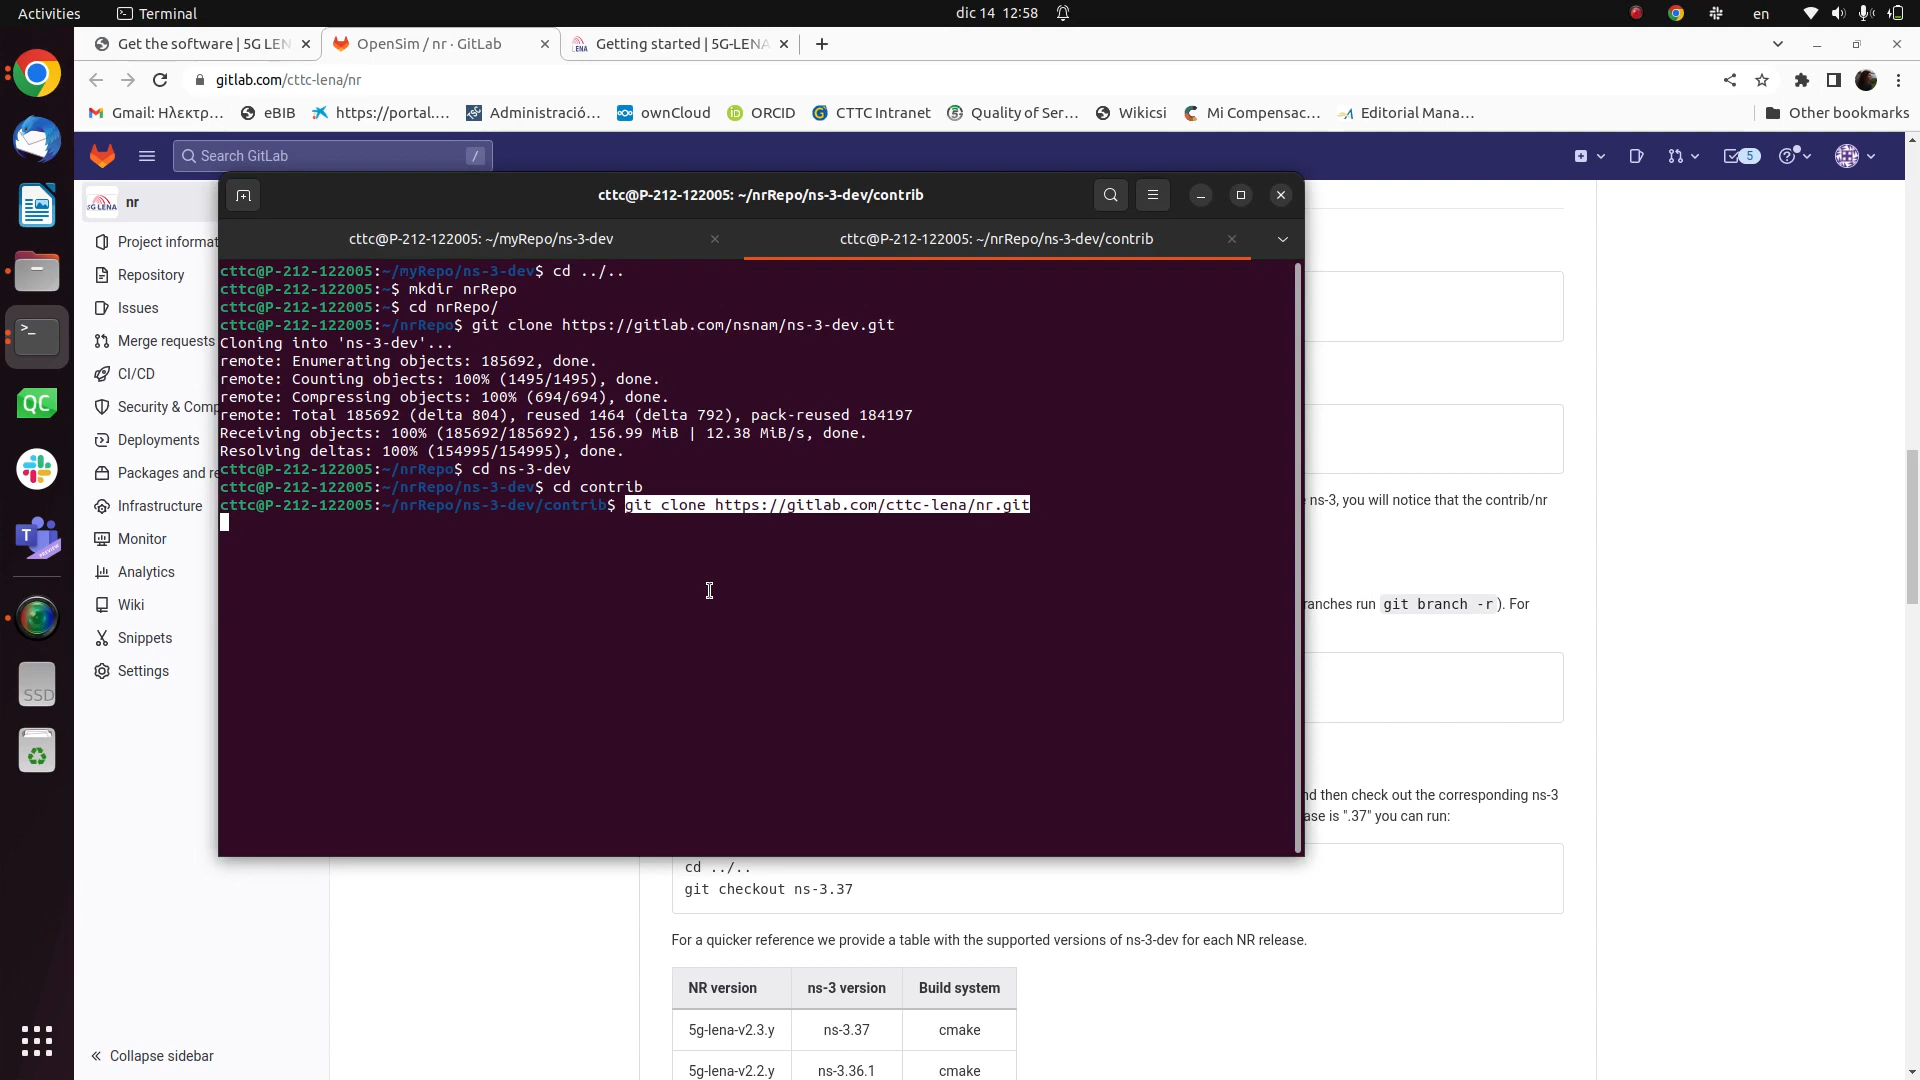 Activities
Terminal
dic 14 12:58
en
Get the software | 5G LEN
OpenSim / nr · GitLab
Getting started | 5G-LENA
gitlab.com/cttc-lena/nr
Gmail: Ηλεκτρ...
eBIB
https://portal....
Administració...
ownCloud
ORCID
CTTC Intranet
Quality of Ser...
Wikicsi
Mi Compensac...
Editorial Mana...
Other bookmarks
Search GitLab
/
5
nr
Project informat
Repository
Issues
Merge requests
CI/CD
Security & Comp
Deployments
Packages and re
Infrastructure
Monitor
Analytics
Wiki
Snippets
Settings
Collapse sidebar
cttc@P-212-122005: ~/nrRepo/ns-3-dev/contrib
cttc@P-212-122005: ~/myRepo/ns-3-dev
cttc@P-212-122005: ~/nrRepo/ns-3-dev/contrib
cttc@P-212-122005:~/myRepo/ns-3-dev$ cd ../..
cttc@P-212-122005:~$ mkdir nrRepo
cttc@P-212-122005:~$ cd nrRepo/
cttc@P-212-122005:~/nrRepo$ git clone https://gitlab.com/nsnam/ns-3-dev.git
Cloning into 'ns-3-dev'...
remote: Enumerating objects: 185692, done.
remote: Counting objects: 100% (1495/1495), done.
remote: Compressing objects: 100% (694/694), done.
remote: Total 185692 (delta 804), reused 1464 (delta 792), pack-reused 184197
Receiving objects: 100% (185692/185692), 156.99 MiB | 12.38 MiB/s, done.
Resolving deltas: 100% (154995/154995), done.
cttc@P-212-122005:~/nrRepo$ cd ns-3-dev
cttc@P-212-122005:~/nrRepo/ns-3-dev$ cd contrib
cttc@P-212-122005:~/nrRepo/ns-3-dev/contrib$ git clone https://gitlab.com/cttc-lena/nr.git
ns-3, you will notice that the contrib/nr
ranches run git branch -r). For
nd then check out the corresponding ns-3
ase is ".37" you can run:
cd ../..
git checkout ns-3.37
For a quicker reference we provide a table with the supported versions of ns-3-dev for each NR release.
NR version ns-3 version Build system
5g-lena-v2.3.y ns-3.37 cmake
5g-lena-v2.2.y ns-3.36.1 cmake
QC
SSD